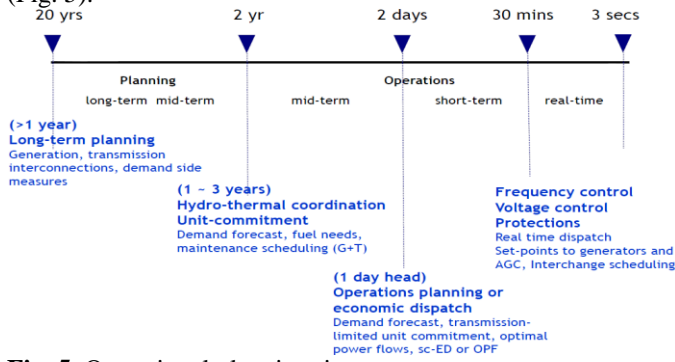 20 yrs 2 yr 2 days 30 mins 3 secs
Planning Operations
long-term mid-term mid-term short-term real-time
(>1 year)
Long-term planning
Generation, transmission
interconnections, demand side
measures
(1 ~ 3 years)
Hydro-thermal coordination
Unit-commitment
Demand forecast, fuel needs,
maintenance scheduling (G+T)
Frequency control
Voltage control
Protections
Real time dispatch
Set-points to generators and
AGC, Interchange scheduling
(1 day head)
Operations planning or
economic dispatch
Demand forecast, transmission-
limited unit commitment, optimal
power flows, sc-ED or OPF